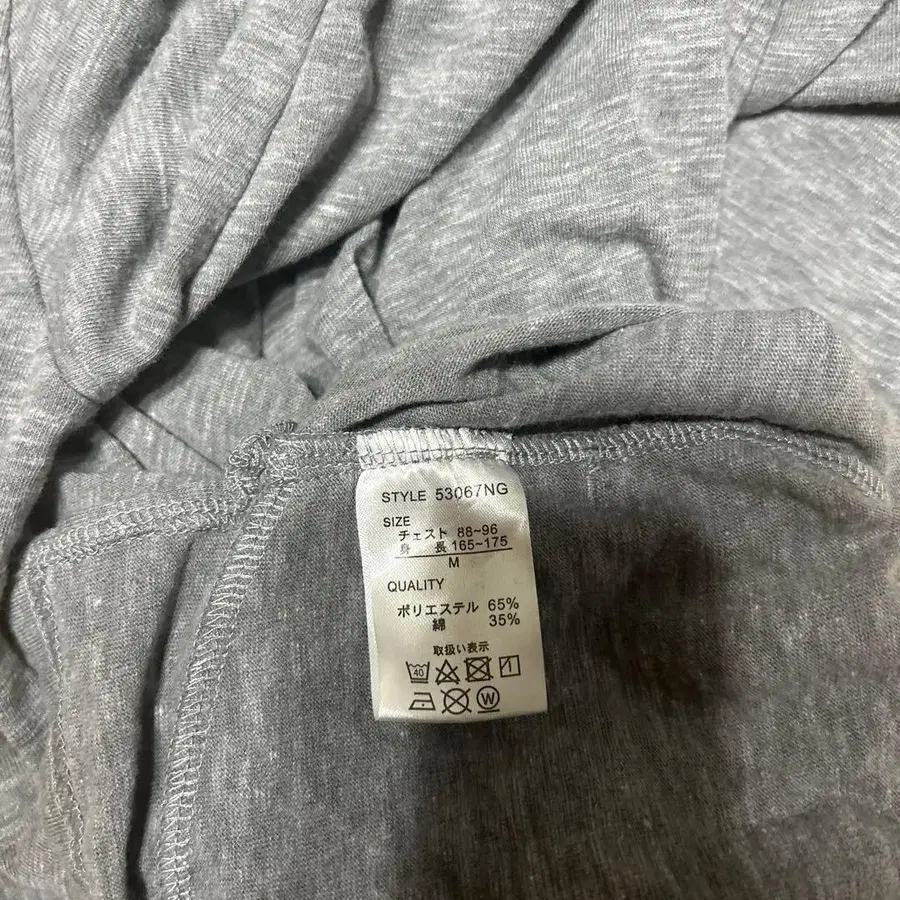 STYLE 53067NG
SIZE
チェスト 88~96
身 長 165~175
M
QUALITY
ポリエステル 65%
綿 35%
取扱い表示
40
W